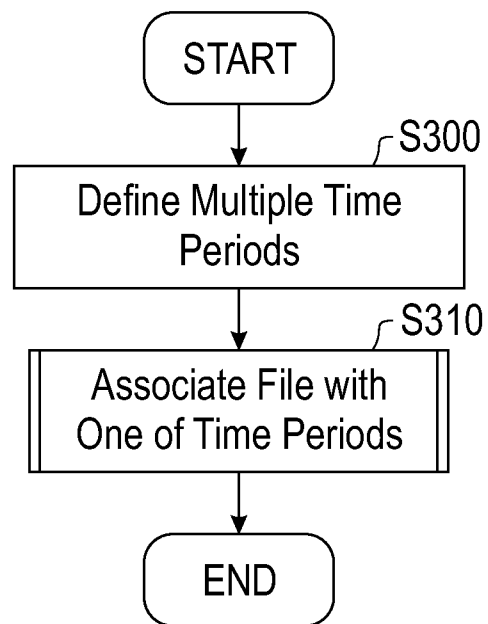 START
S300
Define Multiple Time
Periods
S310
Associate File with
One of Time Periods
END